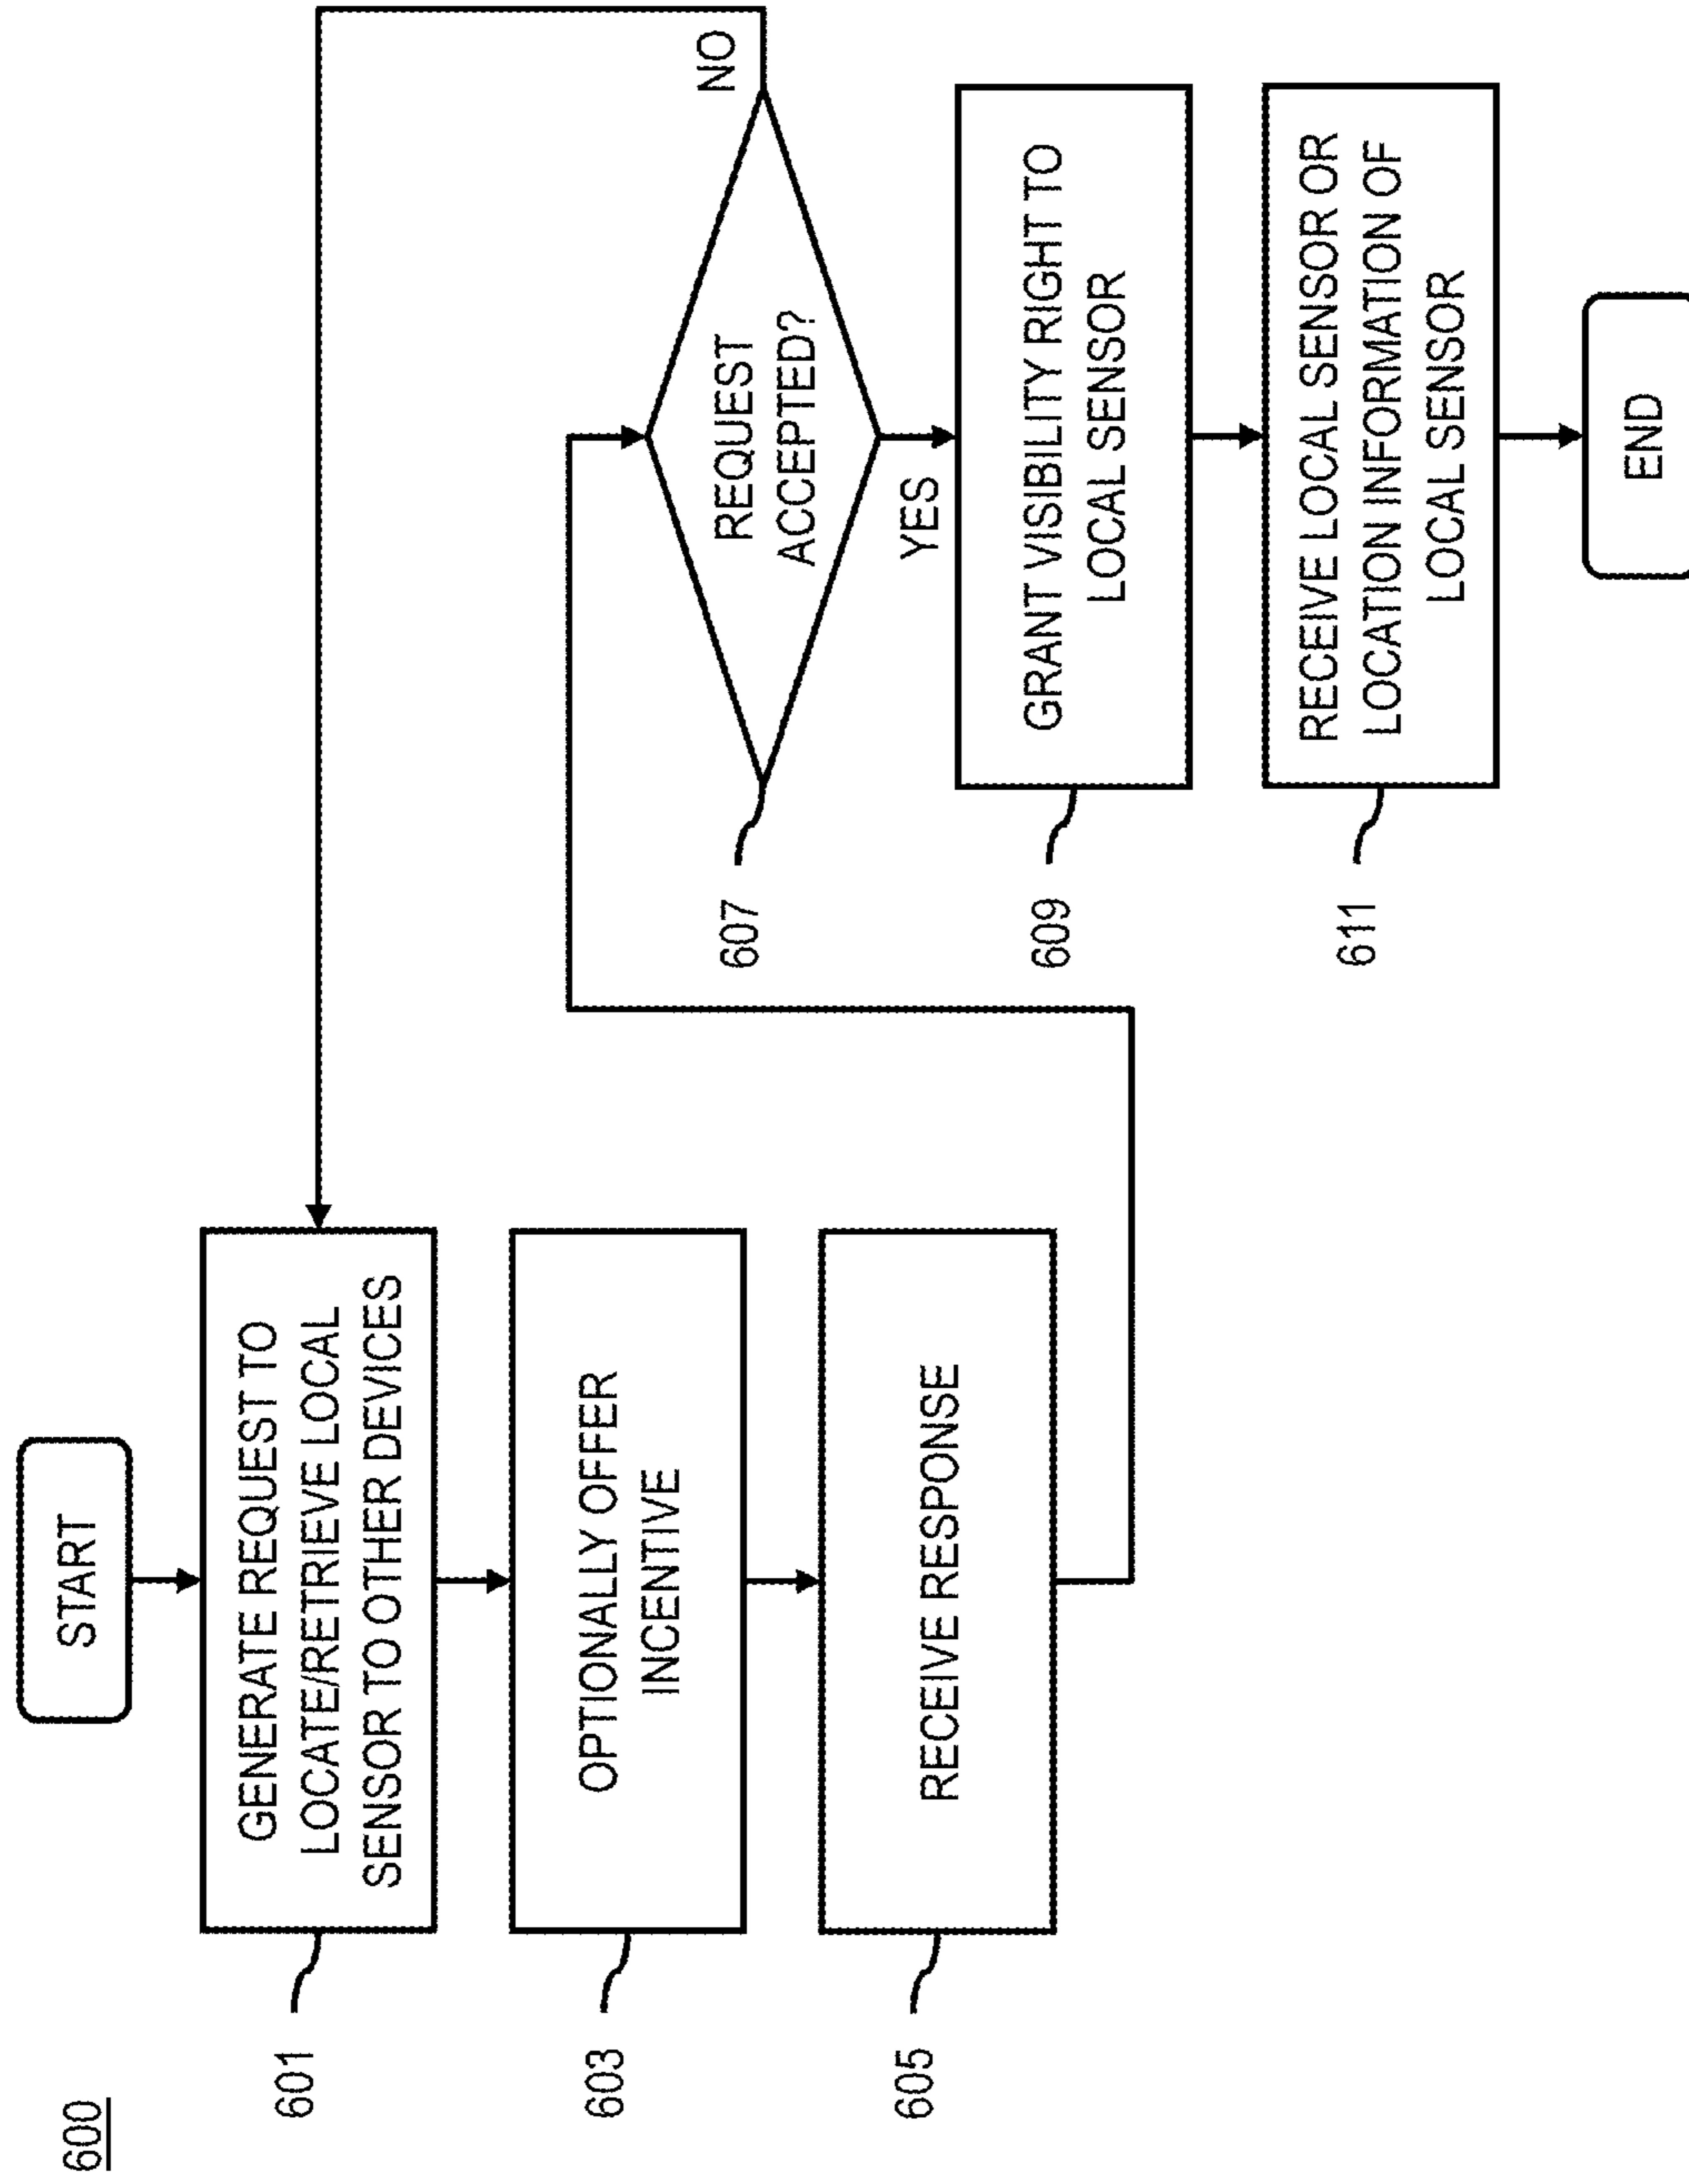 600
START
601
GENERATE REQUEST TO
LOCATE/RETRIEVE LOCAL
SENSOR TO OTHER DEVICES
603
OPTIONALLY OFFER
INCENTIVE
605
RECEIVE RESPONSE
607
REQUEST
ACCEPTED?
NO
YES
609
GRANT VISIBILITY RIGHT TO
LOCAL SENSOR
611
RECEIVE LOCAL SENSOR OR
LOCATION INFORMATION OF
LOCAL SENSOR
END